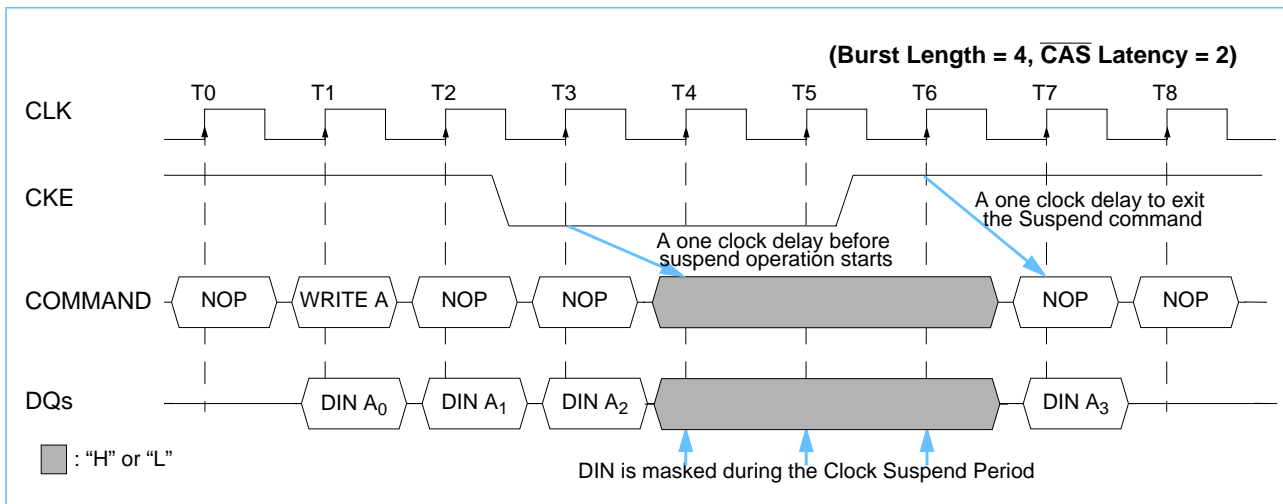 (Burst Length = 4, CAS Latency = 2)
T0 T1 T2 T3 T4 T5 T6 T7 T8
CLK
CKE
A one clock delay to exit
the Suspend command
A one clock delay before
suspend operation starts
COMMAND NOP WRITE A NOP NOP NOP NOP
DQs DIN A0 DIN A1 DIN A2 DIN A3
: “H” or “L”
DIN is masked during the Clock Suspend Period